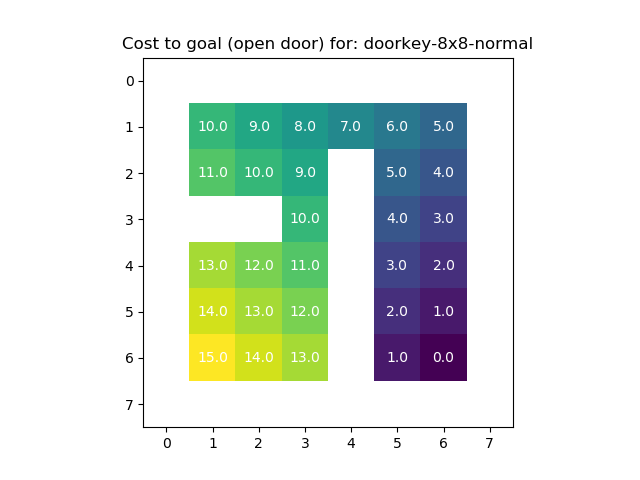 Cost to goal (open door) for: doorkey-8x8-normal
0
1 10.0 9.0 8.0 7.0 6.0 5.0
2 11.0 10.0 9.0 5.0 4.0
3 10.0 4.0 3.0
4 13.0 12.0 11.0 3.0 2.0
5 14.0 13.0 12.0 2.0 1.0
6 15.0 14.0 13.0 1.0 0.0
7
0 1 2 3 4 5 6 7